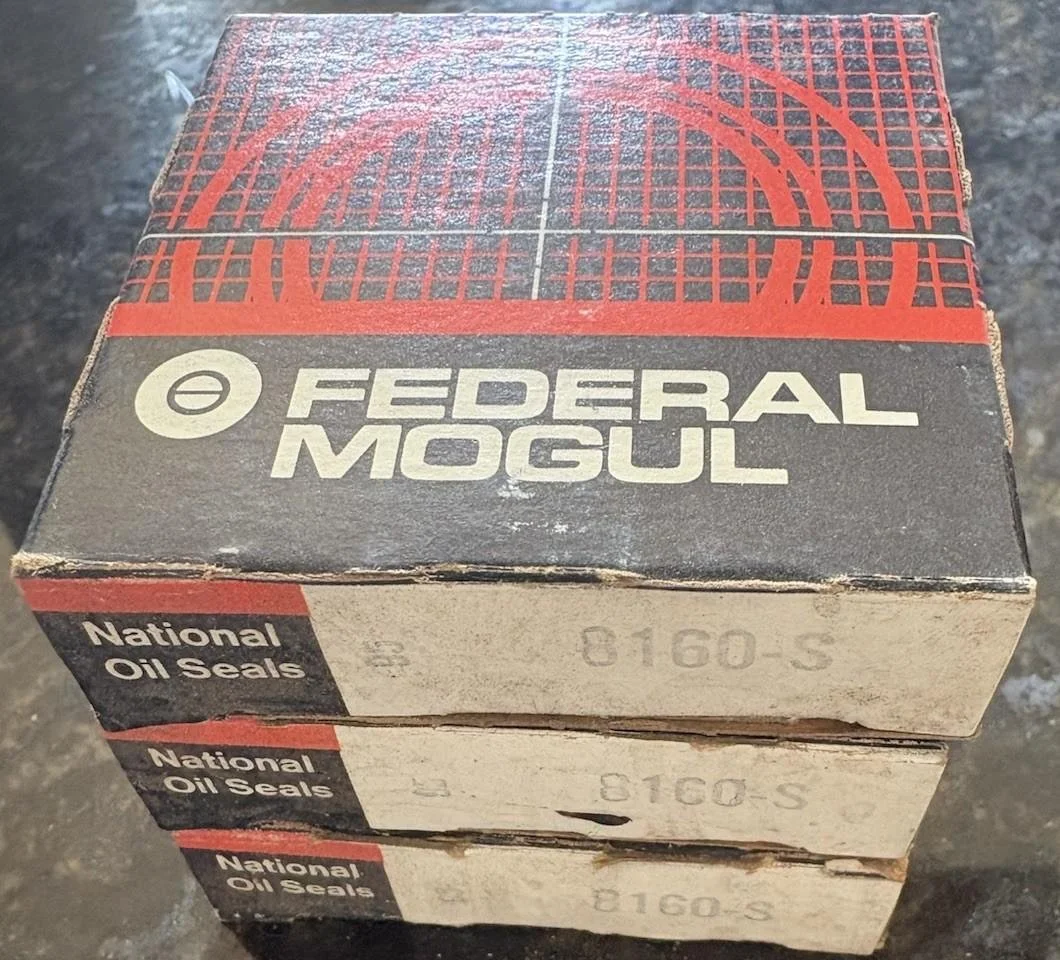 FEDERAL
MOGUL
National
Oil Seals
8160-S
National
Oil Seals
8160-S
National
Oil Seals
8160-S